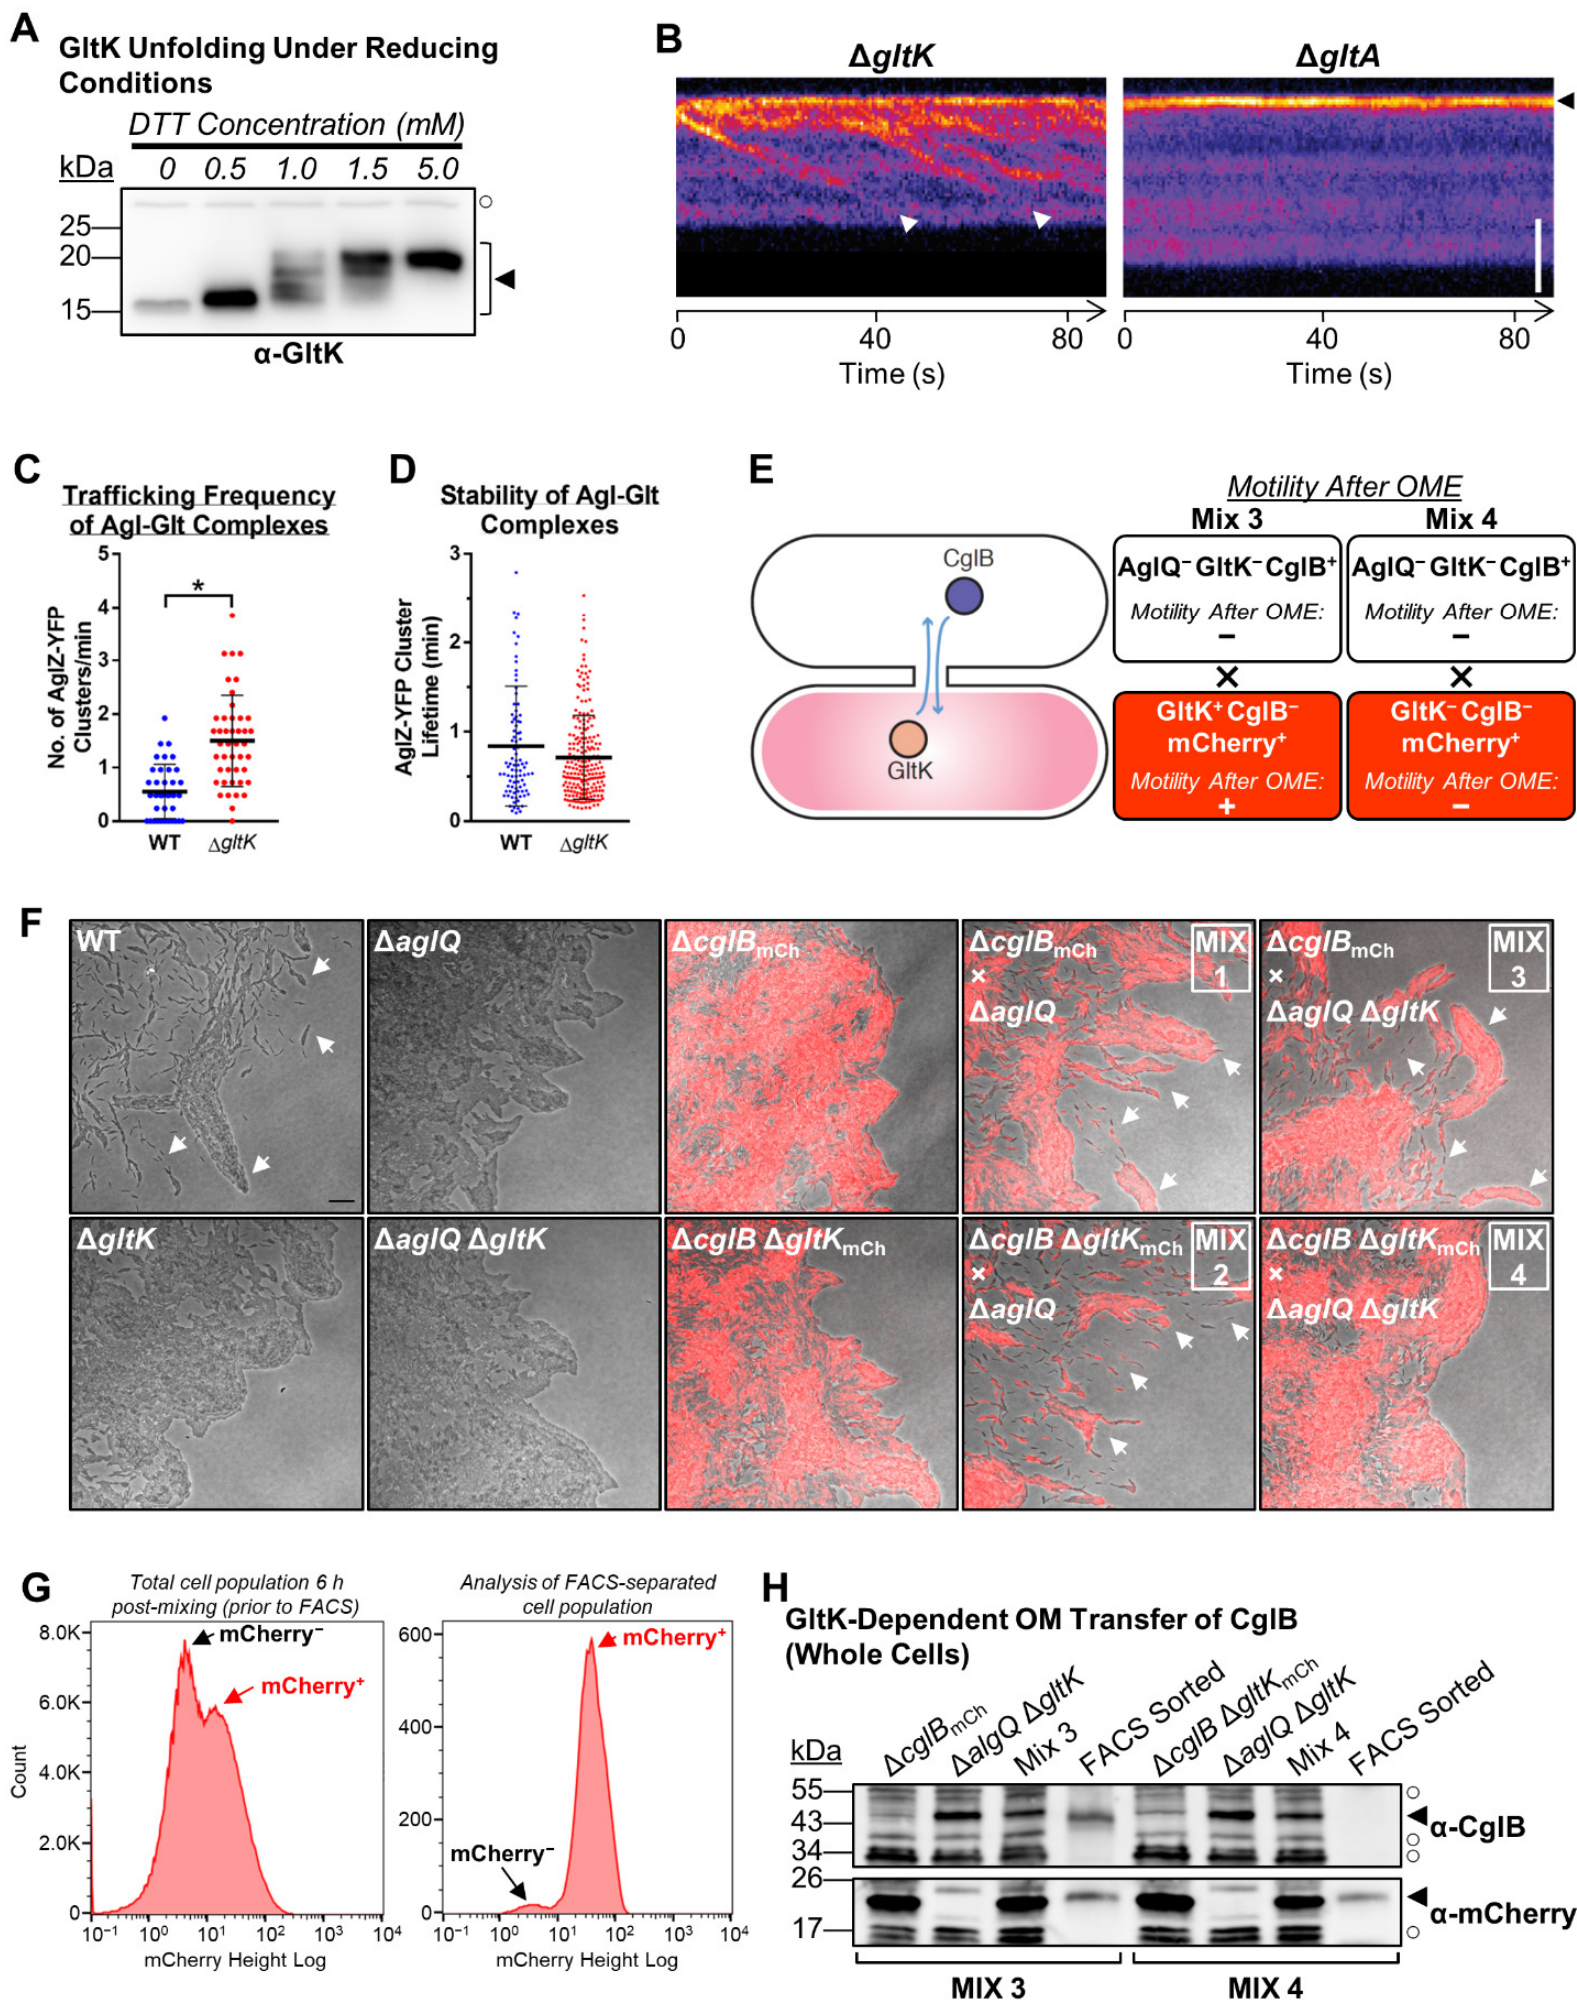 A
GltK Unfolding Under Reducing
Conditions
DTT Concentration (mM)
kDa
0 0.5 1.0 1.5 5.0
25
20
15
α-GltK
B
ΔgltK
ΔgltA
0 40 80
Time (s)
0 40 80
Time (s)
C
Trafficking Frequency
of Agl-Glt Complexes
No. of AglZ-YFP
Clusters/min
5
4
3
2
1
0
*
WT ΔgltK
D
Stability of Agl-Glt
Complexes
AglZ-YFP Cluster
Lifetime (min)
3
2
1
0
WT ΔgltK
E
CglB
GltK
Motility After OME
Mix 3
AglQ⁻ GltK⁻ CglB⁺
Motility After OME:
−
×
GltK⁺ CglB⁻
mCherry⁺
Motility After OME:
+
Mix 4
AglQ⁻ GltK⁻ CglB⁺
Motility After OME:
−
×
GltK⁻ CglB⁻
mCherry⁺
Motility After OME:
−
F
WT
ΔaglQ
ΔcglBmCh
ΔcglBmCh
×
ΔaglQ
MIX
1
ΔcglBmCh
×
ΔaglQ ΔgltK
MIX
3
ΔgltK
ΔaglQ ΔgltK
ΔcglB ΔgltKmCh
ΔcglB ΔgltKmCh
×
ΔaglQ
MIX
2
ΔcglB ΔgltKmCh
×
ΔaglQ ΔgltK
MIX
4
G
Total cell population 6 h
post-mixing (prior to FACS)
Count
8.0K
6.0K
4.0K
2.0K
0
mCherry⁻
mCherry⁺
10⁻¹ 10⁰ 10¹ 10² 10³ 10⁴
mCherry Height Log
Analysis of FACS-separated
cell population
600
400
200
0
mCherry⁺
mCherry⁻
10⁻¹ 10⁰ 10¹ 10² 10³ 10⁴
mCherry Height Log
H
GltK-Dependent OM Transfer of CglB
(Whole Cells)
kDa
ΔcglBmCh
ΔalgQ ΔgltK
Mix 3
FACS Sorted
ΔcglB ΔgltKmCh
ΔaglQ ΔgltK
Mix 4
FACS Sorted
55
43
34
α-CglB
26
17
α-mCherry
MIX 3
MIX 4